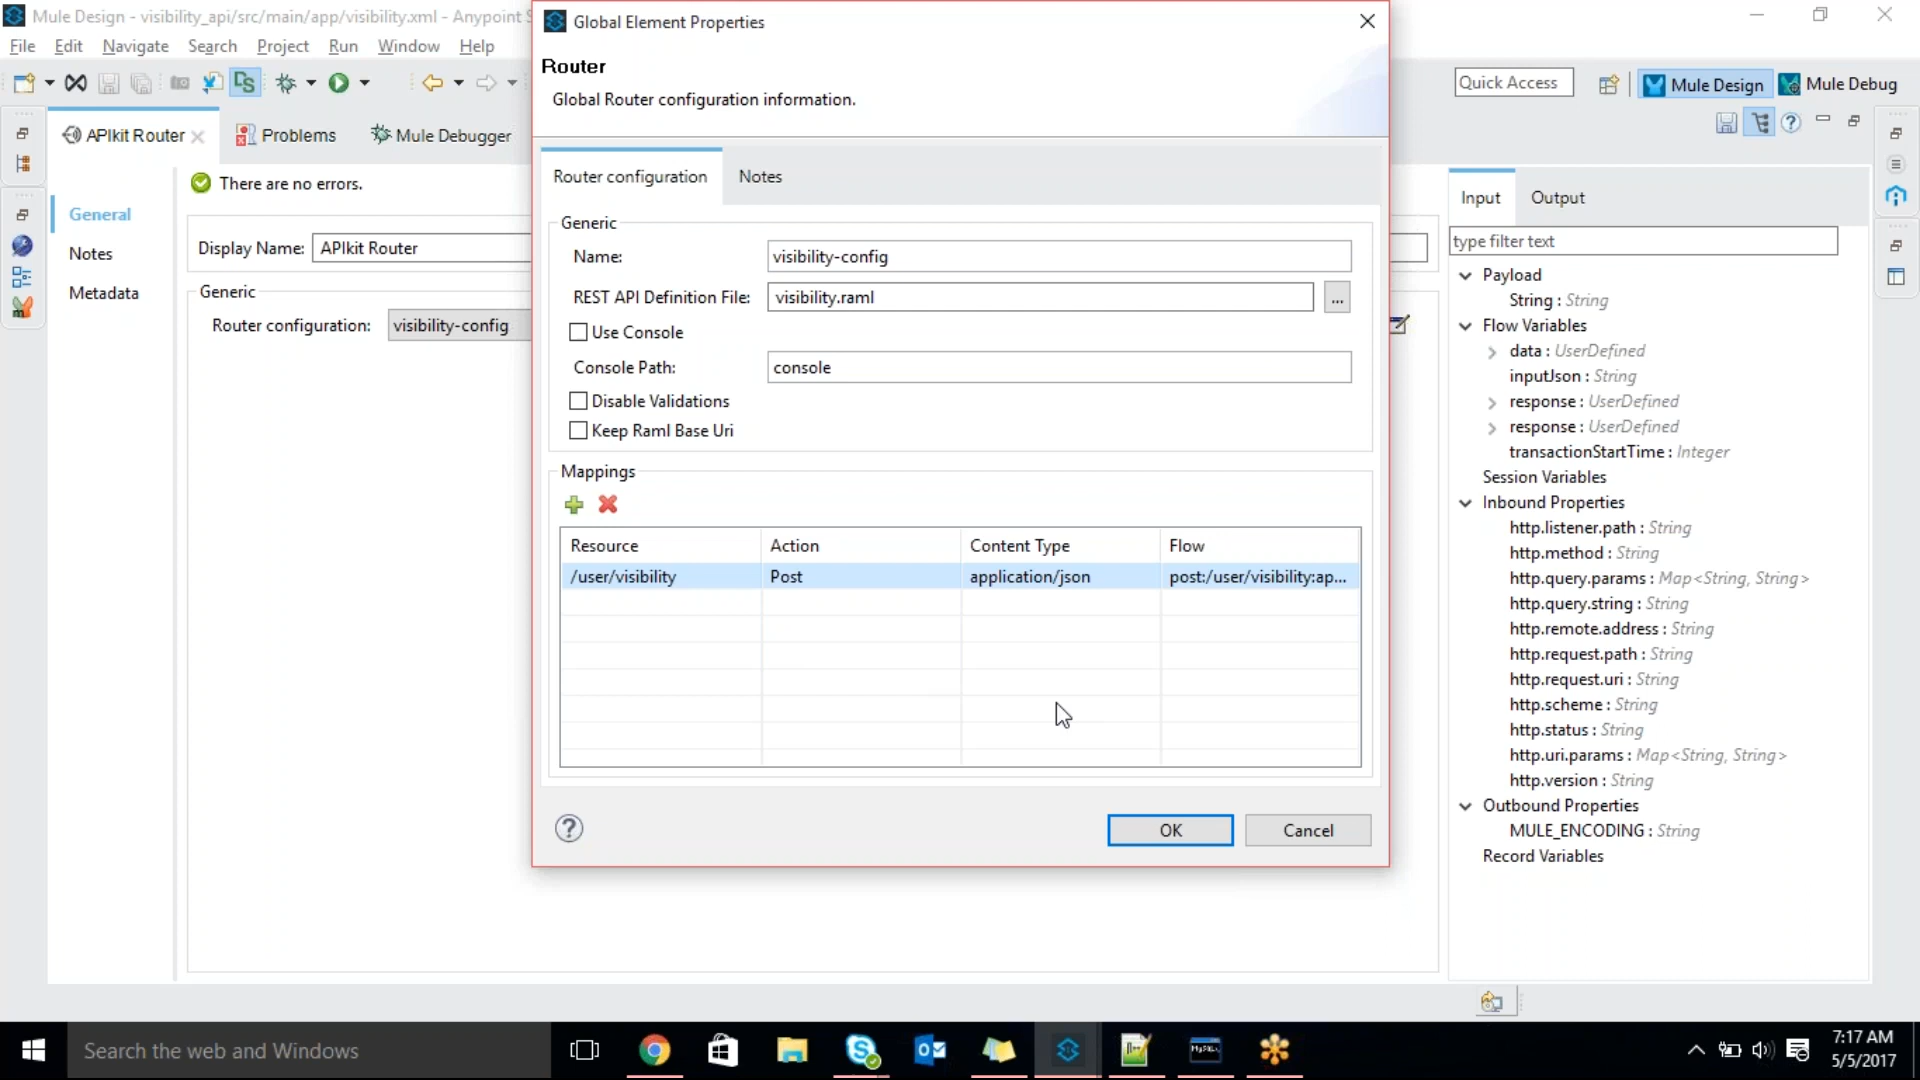 Mule Design - visibility_api/src/main/app/visibility.xml - Anypoint S
File Edit Navigate Search Project Run Window Help
Quick Access
Mule Design
Mule Debug
APIkit Router
Problems
Mule Debugger
There are no errors.
General
Notes
Metadata
Display Name: APIkit Router
Generic
Router configuration: visibility-config
Global Element Properties
Router
Global Router configuration information.
Router configuration
Notes
Generic
Name: visibility-config
REST API Definition File: visibility.raml
...
Use Console
Console Path: console
Disable Validations
Keep Raml Base Uri
Mappings
Resource Action Content Type Flow
/user/visibility Post application/json post:/user/visibility:ap...
OK
Cancel
Input
Output
type filter text
Payload
String : String
Flow Variables
data : UserDefined
inputJson : String
response : UserDefined
response : UserDefined
transactionStartTime : Integer
Session Variables
Inbound Properties
http.listener.path : String
http.method : String
http.query.params : Map<String, String>
http.query.string : String
http.remote.address : String
http.request.path : String
http.request.uri : String
http.scheme : String
http.status : String
http.uri.params : Map<String, String>
http.version : String
Outbound Properties
MULE_ENCODING : String
Record Variables
Search the web and Windows
7:17 AM
5/5/2017